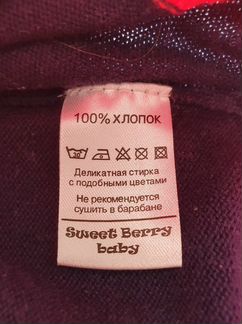 100% ХЛОПОК
Деликатная стирка
с подобными цветами
Не рекомендуется
сушить в барабане
Sweet Berry
baby